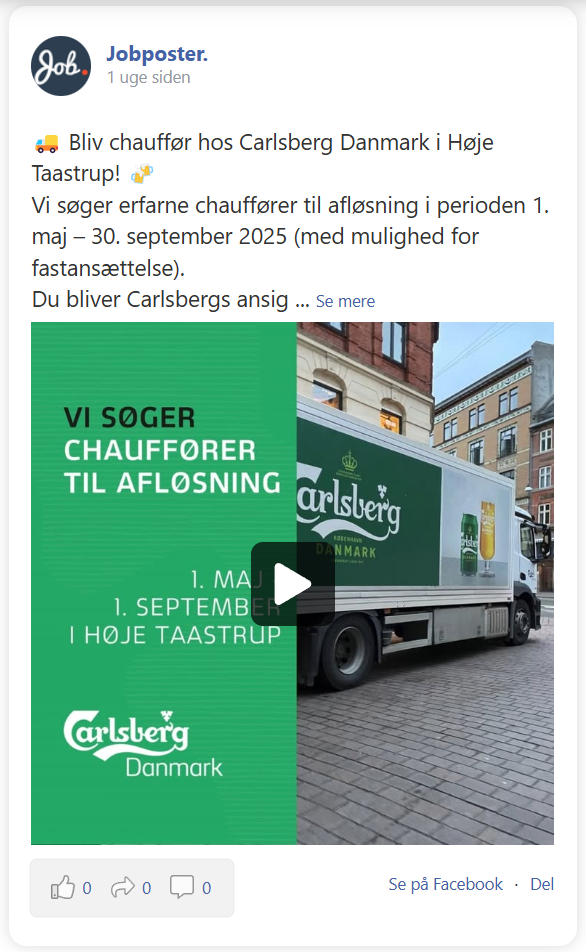 Job.
Jobposter.
1 uge siden
🚚 Bliv chauffør hos Carlsberg Danmark i Høje
Taastrup! 🍻
Vi søger erfarne chauffører til afløsning i perioden 1.
maj – 30. september 2025 (med mulighed for
fastansættelse).
Du bliver Carlsbergs ansig ... Se mere
VI SØGER
CHAUFFØRER
TIL AFLØSNING
1. MAJ
1. SEPTEMBER
I HØJE TAASTRUP
Carlsberg
Danmark
Carlsberg
KØBENHAVN
DANMARK
Carlsberg
0 0 0
Se på Facebook · Del